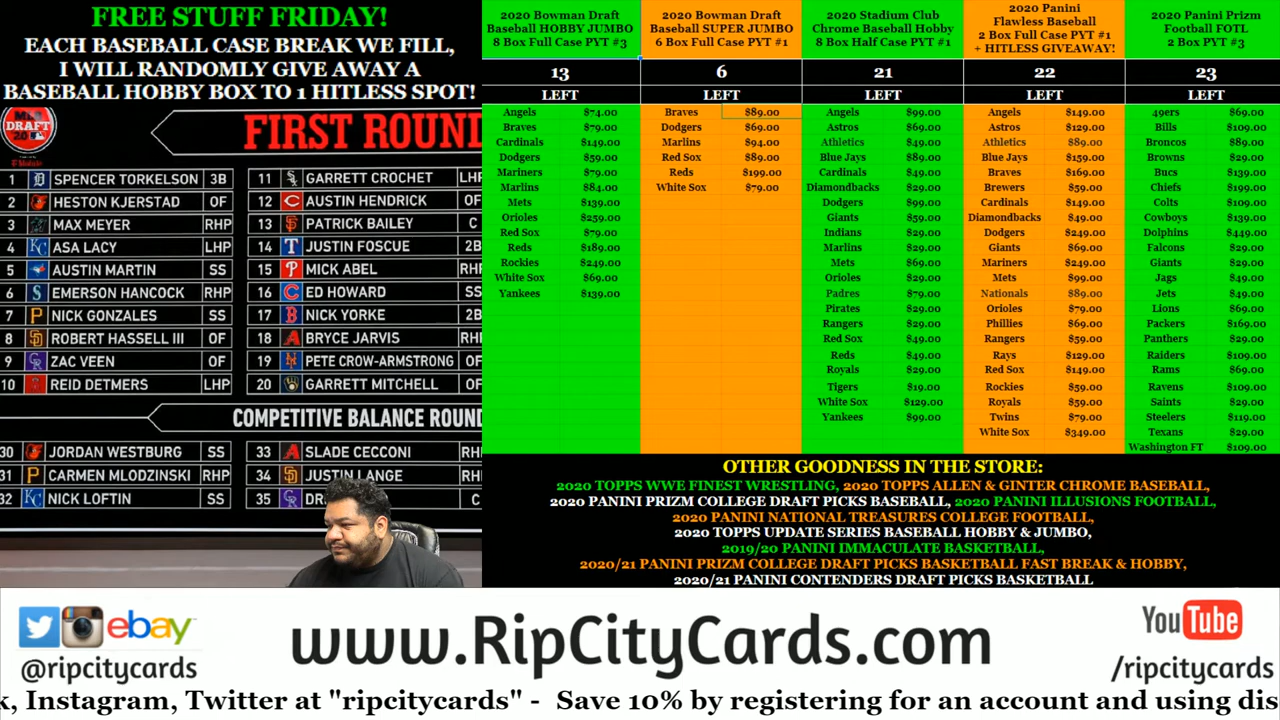 FREE STUFF FRIDAY!
EACH BASEBALL CASE BREAK WE FILL,
I WILL RANDOMLY GIVE AWAY A
BASEBALL HOBBY BOX TO 1 HITLESS SPOT!
DRAFT
FIRST ROUN
1 SPENCER TORKELSON 3B
2 HESTON KJERSTAD OF
3 MAX MEYER RHP
4 ASA LACY LHP
5 AUSTIN MARTIN SS
6 EMERSON HANCOCK RHP
7 NICK GONZALES SS
8 ROBERT HASSELL III OF
9 ZAC VEEN OF
10 REID DETMERS LHP
11 GARRETT CROCHET LH
12 AUSTIN HENDRICK OF
13 PATRICK BAILEY C
14 JUSTIN FOSCUE 2B
15 MICK ABEL RH
16 ED HOWARD SS
17 NICK YORKE 2B
18 BRYCE JARVIS RH
19 PETE CROW-ARMSTRONG OF
20 GARRETT MITCHELL OF
COMPETITIVE BALANCE ROUN
30 JORDAN WESTBURG SS
31 CARMEN MLODZINSKI RHP
32 NICK LOFTIN SS
33 SLADE CECCONI RH
34 JUSTIN LANGE RH
35 DR C
2020 Bowman Draft
Baseball HOBBY JUMBO
8 Box Full Case PYT #3
13
LEFT
Angels $74.00
Braves $79.00
Cardinals $149.00
Dodgers $59.00
Mariners $79.00
Marlins $84.00
Mets $139.00
Orioles $259.00
Red Sox $79.00
Reds $189.00
Rockies $249.00
White Sox $69.00
Yankees $139.00
2020 Bowman Draft
Baseball SUPER JUMBO
6 Box Full Case PYT #1
6
LEFT
Braves $89.00
Dodgers $69.00
Marlins $94.00
Red Sox $89.00
Reds $199.00
White Sox $79.00
2020 Stadium Club
Chrome Baseball Hobby
8 Box Half Case PYT #1
21
LEFT
Angels $99.00
Astros $69.00
Athletics $49.00
Blue Jays $89.00
Cardinals $49.00
Diamondbacks $29.00
Dodgers $99.00
Giants $59.00
Indians $29.00
Marlins $29.00
Mets $69.00
Orioles $29.00
Padres $79.00
Pirates $29.00
Rangers $29.00
Red Sox $49.00
Reds $49.00
Royals $29.00
Tigers $19.00
White Sox $129.00
Yankees $99.00
2020 Panini
Flawless Baseball
2 Box Full Case PYT #1
+ HITLESS GIVEAWAY!
22
LEFT
Angels $149.00
Astros $129.00
Athletics $89.00
Blue Jays $159.00
Braves $169.00
Brewers $59.00
Cardinals $149.00
Diamondbacks $49.00
Dodgers $249.00
Giants $69.00
Mariners $249.00
Mets $99.00
Nationals $89.00
Orioles $79.00
Phillies $69.00
Rangers $59.00
Rays $129.00
Red Sox $149.00
Rockies $59.00
Royals $59.00
Twins $79.00
White Sox $349.00
2020 Panini Prizm
Football FOTL
2 Box PYT #3
23
LEFT
49ers $69.00
Bills $109.00
Broncos $89.00
Browns $29.00
Bucs $139.00
Chiefs $199.00
Colts $109.00
Cowboys $139.00
Dolphins $449.00
Falcons $29.00
Giants $29.00
Jags $49.00
Jets $49.00
Lions $69.00
Packers $169.00
Panthers $29.00
Raiders $109.00
Rams $69.00
Ravens $109.00
Saints $29.00
Steelers $119.00
Texans $29.00
Washington FT $109.00
OTHER GOODNESS IN THE STORE:
2020 TOPPS WWE FINEST WRESTLING, 2020 TOPPS ALLEN & GINTER CHROME BASEBALL,
2020 PANINI PRIZM COLLEGE DRAFT PICKS BASEBALL, 2020 PANINI ILLUSIONS FOOTBALL,
2020 PANINI NATIONAL TREASURES COLLEGE FOOTBALL,
2020 TOPPS UPDATE SERIES BASEBALL HOBBY & JUMBO,
2019/20 PANINI IMMACULATE BASKETBALL,
2020/21 PANINI PRIZM COLLEGE DRAFT PICKS BASKETBALL FAST BREAK & HOBBY,
2020/21 PANINI CONTENDERS DRAFT PICKS BASKETBALL
ebay
@ripcitycards
www.RipCityCards.com
YouTube
/ripcitycards
k, Instagram, Twitter at "ripcitycards" - Save 10% by registering for an account and using dis